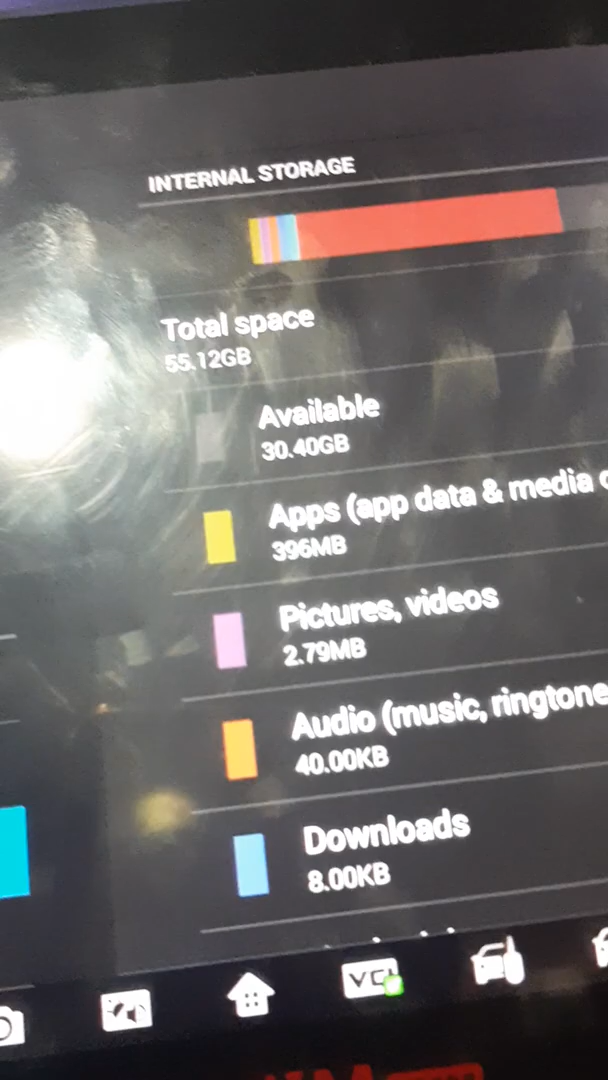 INTERNAL STORAGE
Total space
55.12GB
Available
30.40GB
Apps (app data & media
396MB
Pictures, videos
2.79MB
Audio (music, ringtone
40.00KB
Downloads
8.00KB
VCI